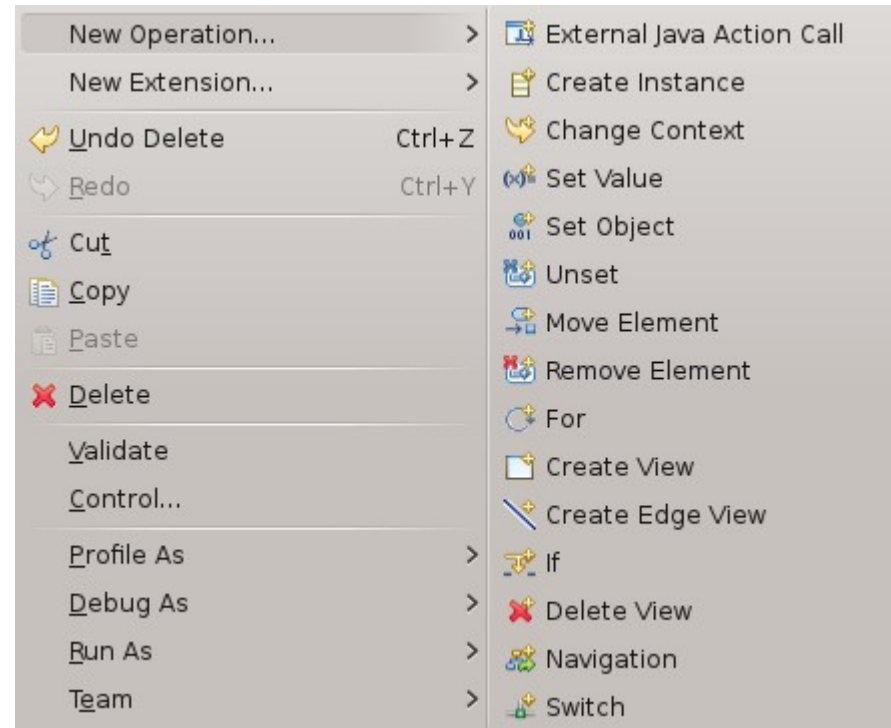 New Operation... >
New Extension... >
Undo Delete Ctrl+Z
Redo Ctrl+Y
Cut
Copy
Paste
Delete
Validate
Control...
Profile As >
Debug As >
Run As >
Team >
External Java Action Call
Create Instance
Change Context
(x)= Set Value
001 Set Object
Unset
Move Element
Remove Element
For
Create View
Create Edge View
If
Delete View
Navigation
Switch